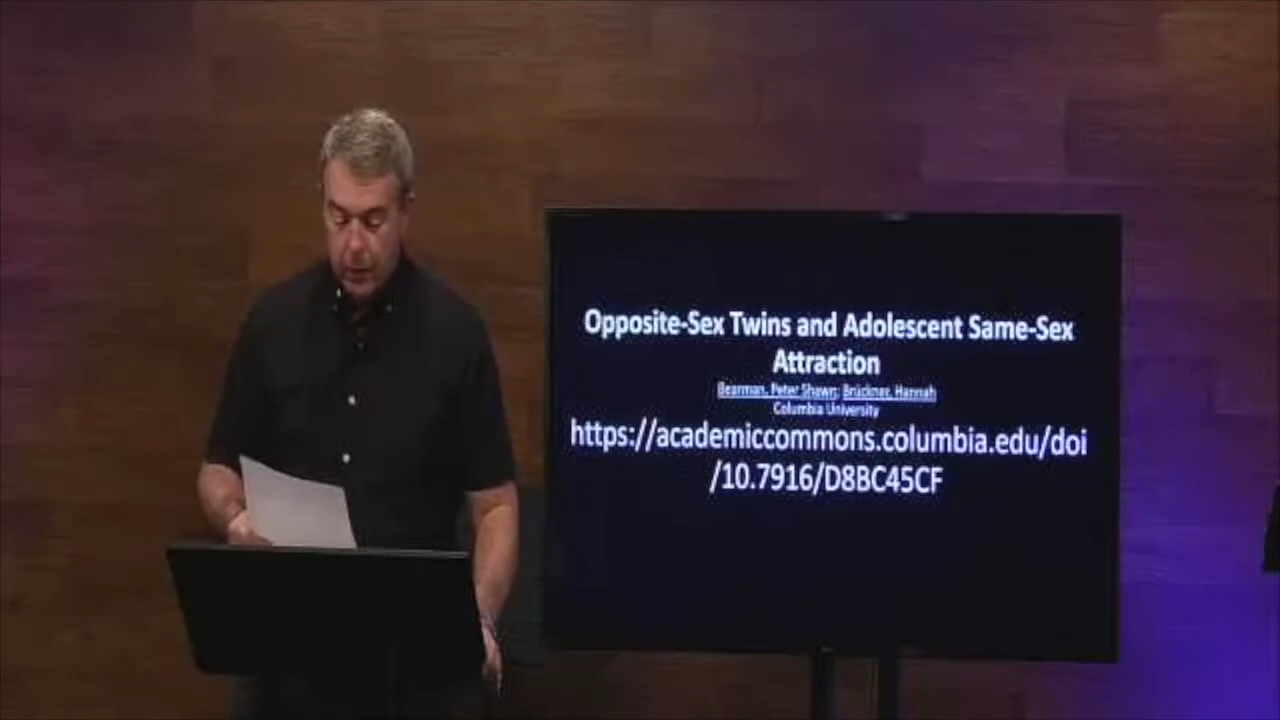 Opposite-Sex Twins and Adolescent Same-Sex
Attraction
Bearman, Peter Shawn; Brückner, Hannah
Columbia University
https://academiccommons.columbia.edu/doi
/10.7916/D8BC45CF